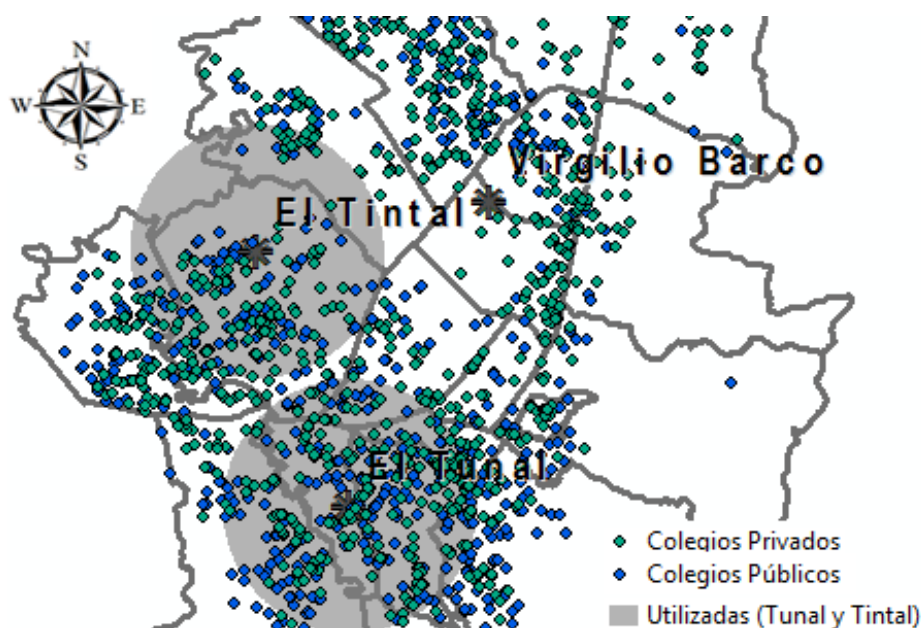 N
W E
S
Virgilio Barco
El Tintal
El Tunal
Colegios Privados
Colegios Públicos
Utilizadas (Tunal y Tintal)